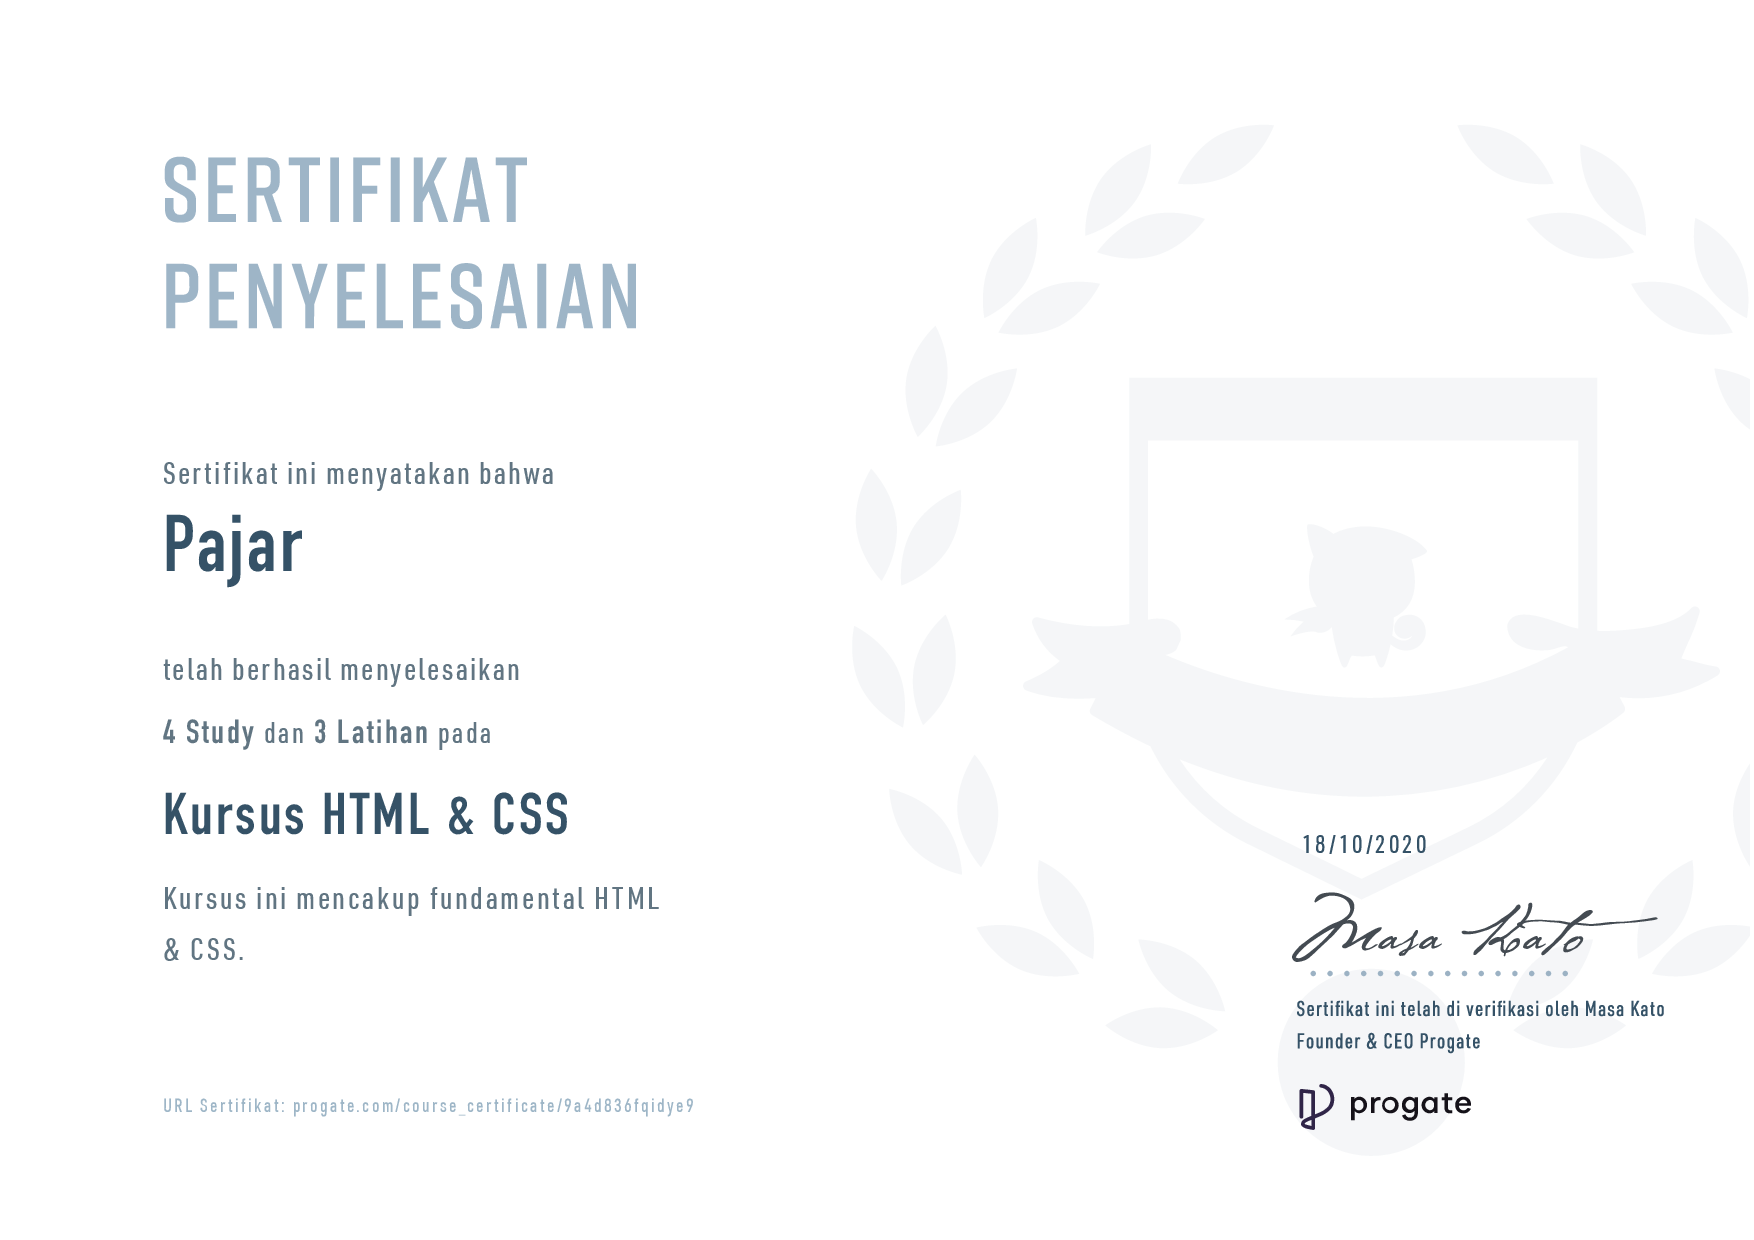 SERTIFIKAT
PENYELESAIAN
Sertifikat ini menyatakan bahwa
Pajar
telah berhasil menyelesaikan
4 Study dan 3 Latihan pada
Kursus HTML & CSS
Kursus ini mencakup fundamental HTML
& CSS.
URL Sertifikat: progate.com/course_certificate/9a4d836fqidye9
18/10/2020
Masa Kato
Sertifikat ini telah di verifikasi oleh Masa Kato
Founder & CEO Progate
progate